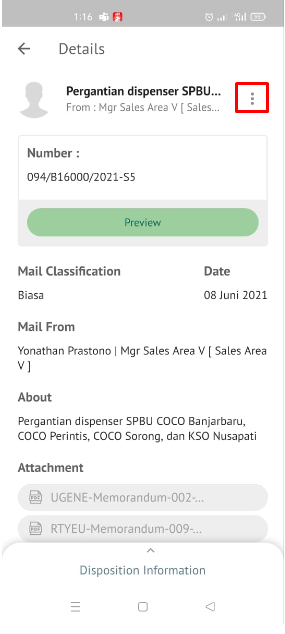 1:16
Details
Pergantian dispenser SPBU...
From : Mgr Sales Area V [ Sales...
Number :
094/B16000/2021-S5
Preview
Mail Classification
Date
Biasa
08 Juni 2021
Mail From
Yonathan Prastono | Mgr Sales Area V [ Sales Area
V ]
About
Pergantian dispenser SPBU COCO Banjarbaru,
COCO Perintis, COCO Sorong, dan KSO Nusapati
Attachment
UGENE-Memorandum-002-...
RTYEU-Memorandum-009-...
Disposition Information